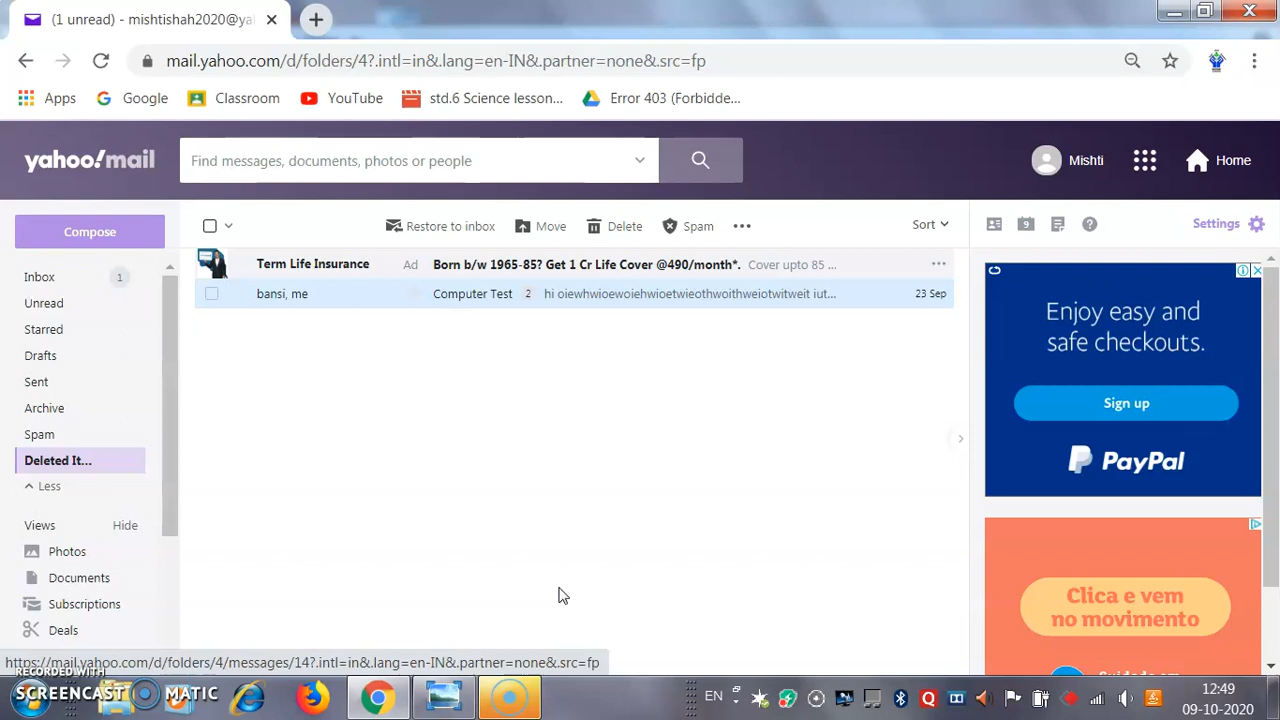 (1 unread) - mishtishah2020@ya
mail.yahoo.com/d/folders/4?.intl=in&.lang=en-IN&.partner=none&.src=fp
Apps Google Classroom YouTube std.6 Science lesson... Error 403 (Forbidde...
yahoo!mail Find messages, documents, photos or people Mishti Home
Compose Restore to inbox Move Delete Spam ••• Sort 9 Settings
Inbox 1
Term Life Insurance Ad Born b/w 1965-85? Get 1 Cr Life Cover @490/month*. Cover upto 85 ...
bansi, me Computer Test 2 hi oiewhwioewoiehwioetwieothwoithweiotwitweit iut... 23 Sep
Unread
Starred
Drafts
Sent
Archive
Spam
Deleted It...
Less
Views Hide
Photos
Documents
Subscriptions
Deals
Enjoy easy and
safe checkouts.
Sign up
PayPal
Clica e vem
no movimento
https://mail.yahoo.com/d/folders/4/messages/14?.intl=in&.lang=en-IN&.partner=none&.src=fp
RECORDED WITH
SCREENCAST MATIC
EN
12:49
09-10-2020